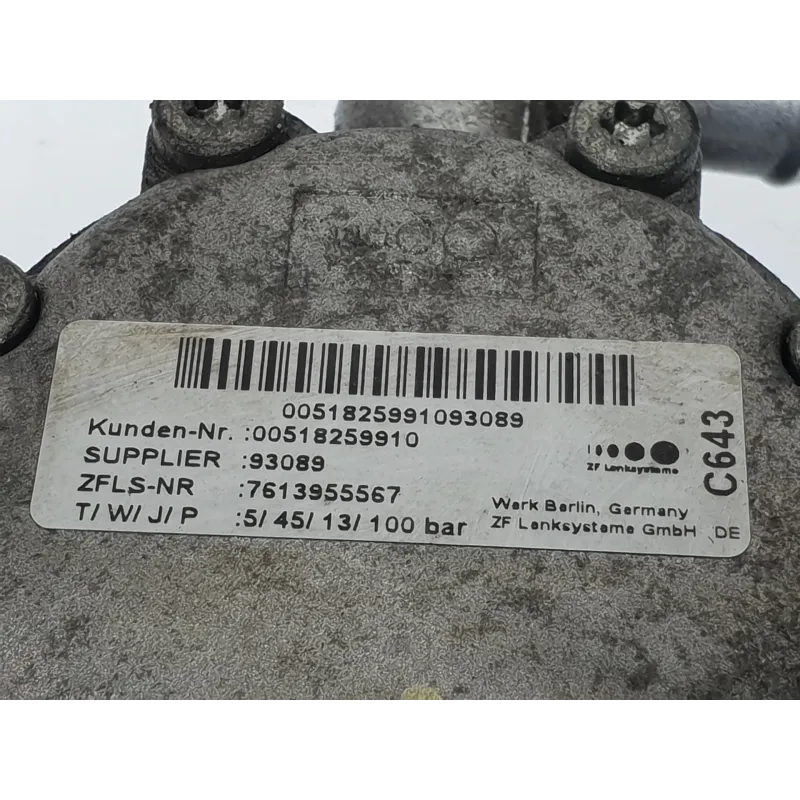 0051825991093089
Kunden-Nr. :00518259910
SUPPLIER :93089
ZFLS-NR :7613955567
T/ W/ J/ P :5/ 45/ 13/ 100 bar
ZF Lenksysteme
C643
Werk Berlin, Germany
ZF Lenksysteme GmbH DE